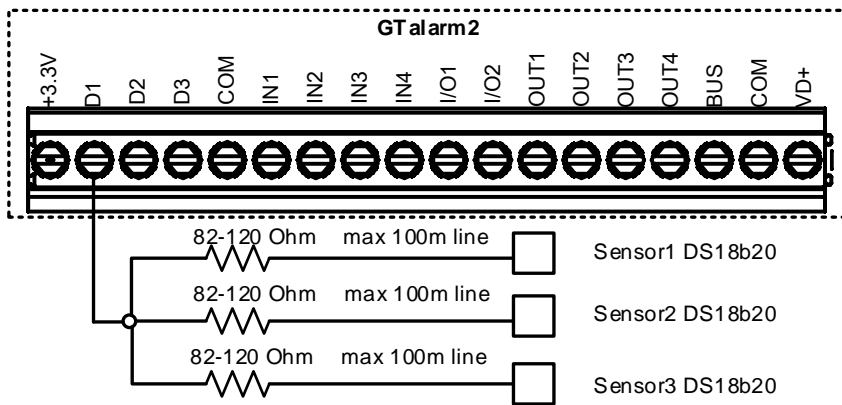 GTalarm2
+3.3V D1 D2 D3 COM IN1 IN2 IN3 IN4 I/O1 I/O2 OUT1 OUT2 OUT3 OUT4 BUS COM VD+
82-120 Ohm max 100m line Sensor1 DS18b20
82-120 Ohm max 100m line Sensor2 DS18b20
82-120 Ohm max 100m line Sensor3 DS18b20